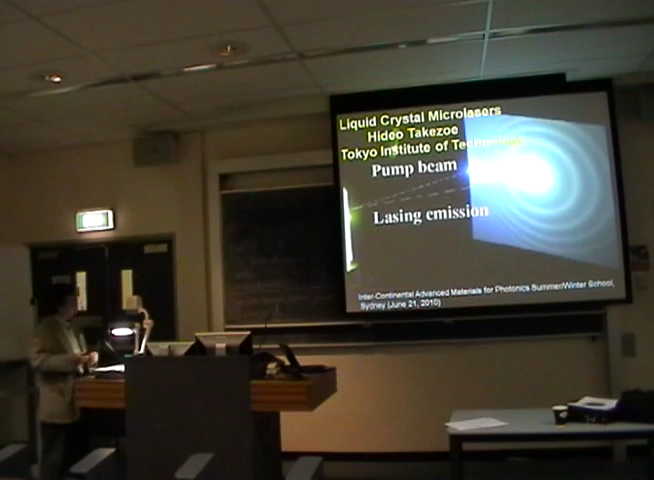 Liquid Crystal Microlasers
Hideo Takezoe
Tokyo Institute of Technology
Pump beam
Lasing emission
Inter-Continental Advanced Materials for Photonics Summer/Winter School,
Sydney (June 21, 2010)